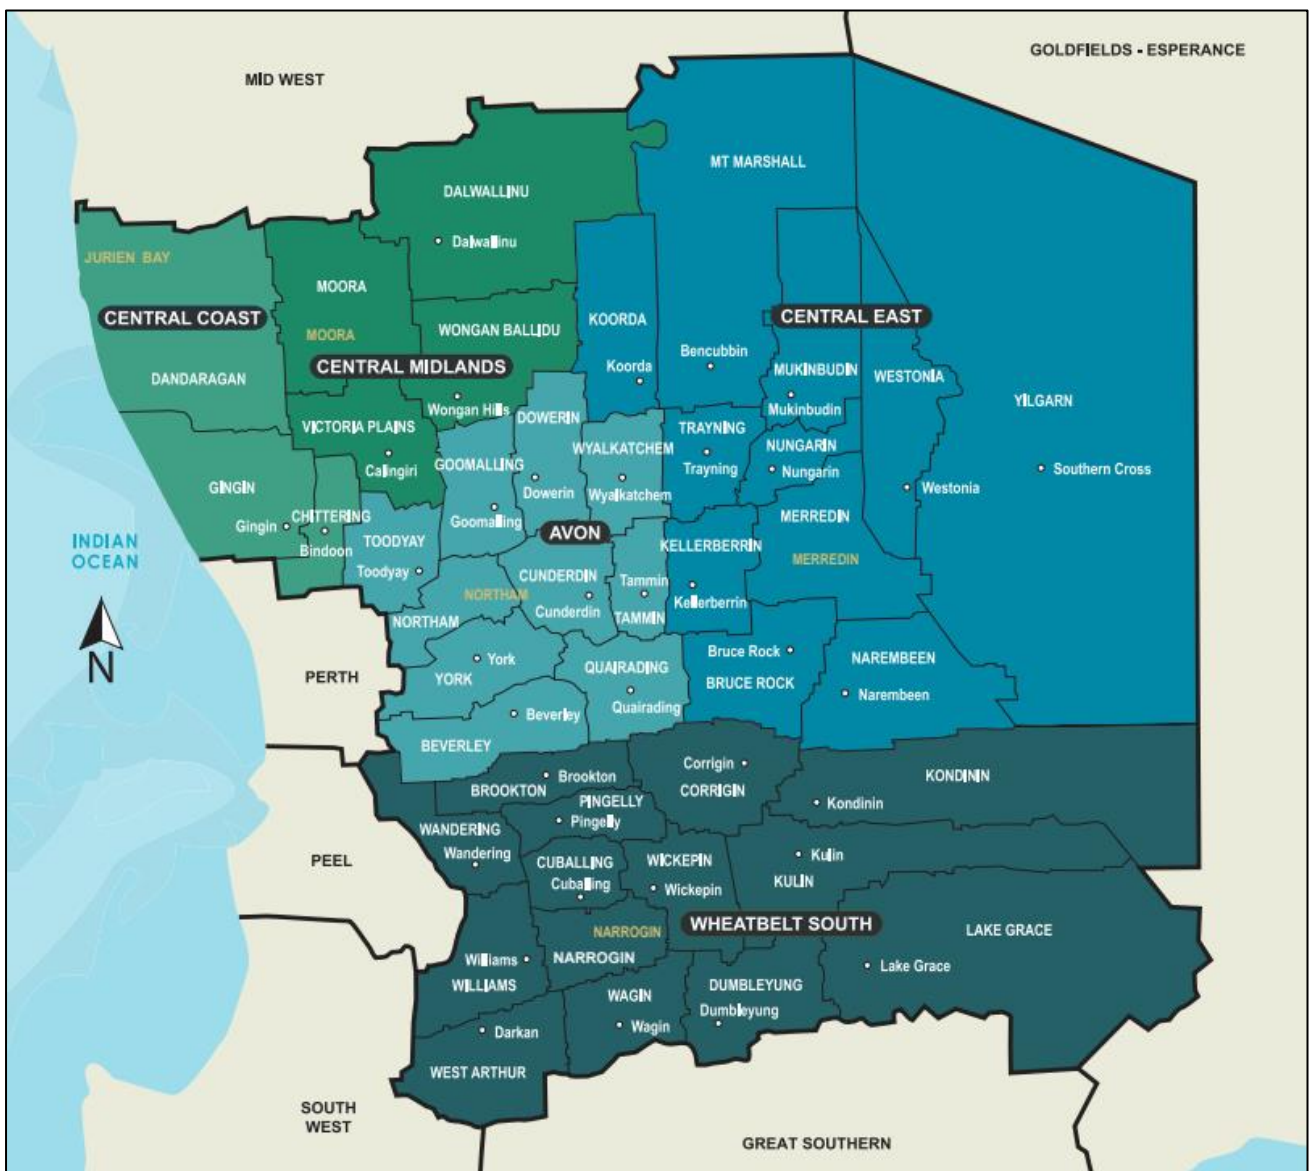 GOLDFIELDS - ESPERANCE
MID WEST
MT MARSHALL
DALWALLINU
Dalwallinu
JURIEN BAY
MOORA
CENTRAL COAST
CENTRAL EAST
KOORDA
WONGAN BALLIDU
MOORA
CENTRAL MIDLANDS
Bencubbin
Koorda
MUKINBUDIN
WESTONIA
DANDARAGAN
YILGARN
Wongan Hills
Mukinbudin
DOWERIN
VICTORIA PLAINS
TRAYNING
NUNGARIN
WYALKATCHEM
Calingiri
GOOMALLING
Trayning
Nungarin
Southern Cross
GINGIN
Dowerin
Wyalkatchem
Westonia
CHITTERING
MERREDIN
Gingin
Goomalling
AVON
INDIAN
OCEAN
TOODYAY
Bindoon
KELLERBERRIN
MERREDIN
Toodyay
CUNDERDIN
Tammin
NORTHAM
Kellerberrin
Cunderdin
NORTHAM
TAMMIN
N
Bruce Rock
York
NAREMBEEN
QUAIRADING
PERTH
YORK
BRUCE ROCK
Narembeen
Quairading
Beverley
BEVERLEY
Corrigin
Brookton
KONDININ
BROOKTON
CORRIGIN
PINGELLY
Kondinin
Pingelly
WANDERING
Wandering
Kulin
PEEL
CUBALLING
WICKEPIN
Cuballing
Wickepin
KULIN
WHEATBELT SOUTH
NARROGIN
LAKE GRACE
Williams
NARROGIN
Lake Grace
WILLIAMS
DUMBLEYUNG
WAGIN
Dumbleyung
Wagin
Darkan
WEST ARTHUR
SOUTH
WEST
GREAT SOUTHERN